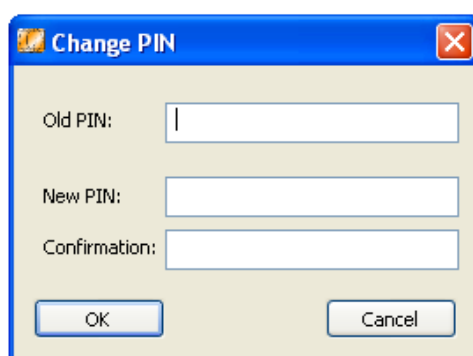 Change PIN
Old PIN:
New PIN:
Confirmation:
OK Cancel